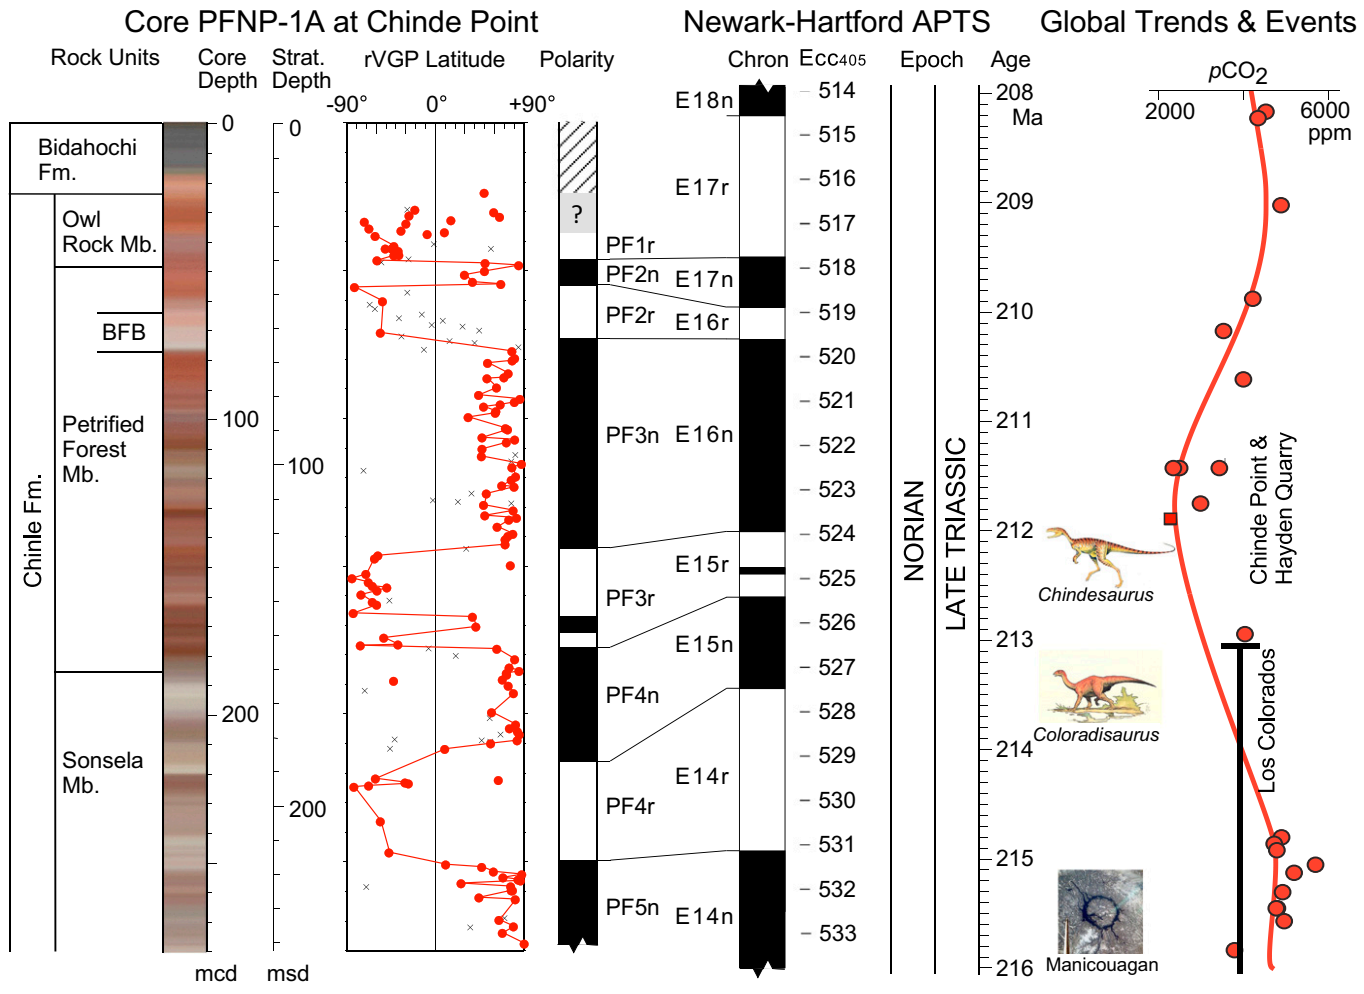 Core PFNP-1A at Chinde Point
Newark-Hartford APTS
Global Trends & Events
Rock Units
Core
Depth
Strat.
Depth
rVGP Latitude
Polarity
Chron
Ecc405
Epoch
Age
pCO2
-90°
0°
+90°
0
100
200
mcd
0
100
200
msd
Bidahochi
Fm.
Owl
Rock Mb.
BFB
Petrified
Forest
Mb.
Chinle Fm.
Sonsela
Mb.
?
PF1r
PF2n
PF2r
PF3n
PF3r
PF4n
PF4r
PF5n
E18n
E17r
E17n
E16r
E16n
E15r
E15n
E14r
E14n
514
515
516
517
518
519
520
521
522
523
524
525
526
527
528
529
530
531
532
533
NORIAN
LATE TRIASSIC
208
Ma
209
210
211
212
213
214
215
216
2000
6000
ppm
Chinde Point &
Hayden Quarry
Chindesaurus
Los Colorados
Coloradisaurus
Manicouagan